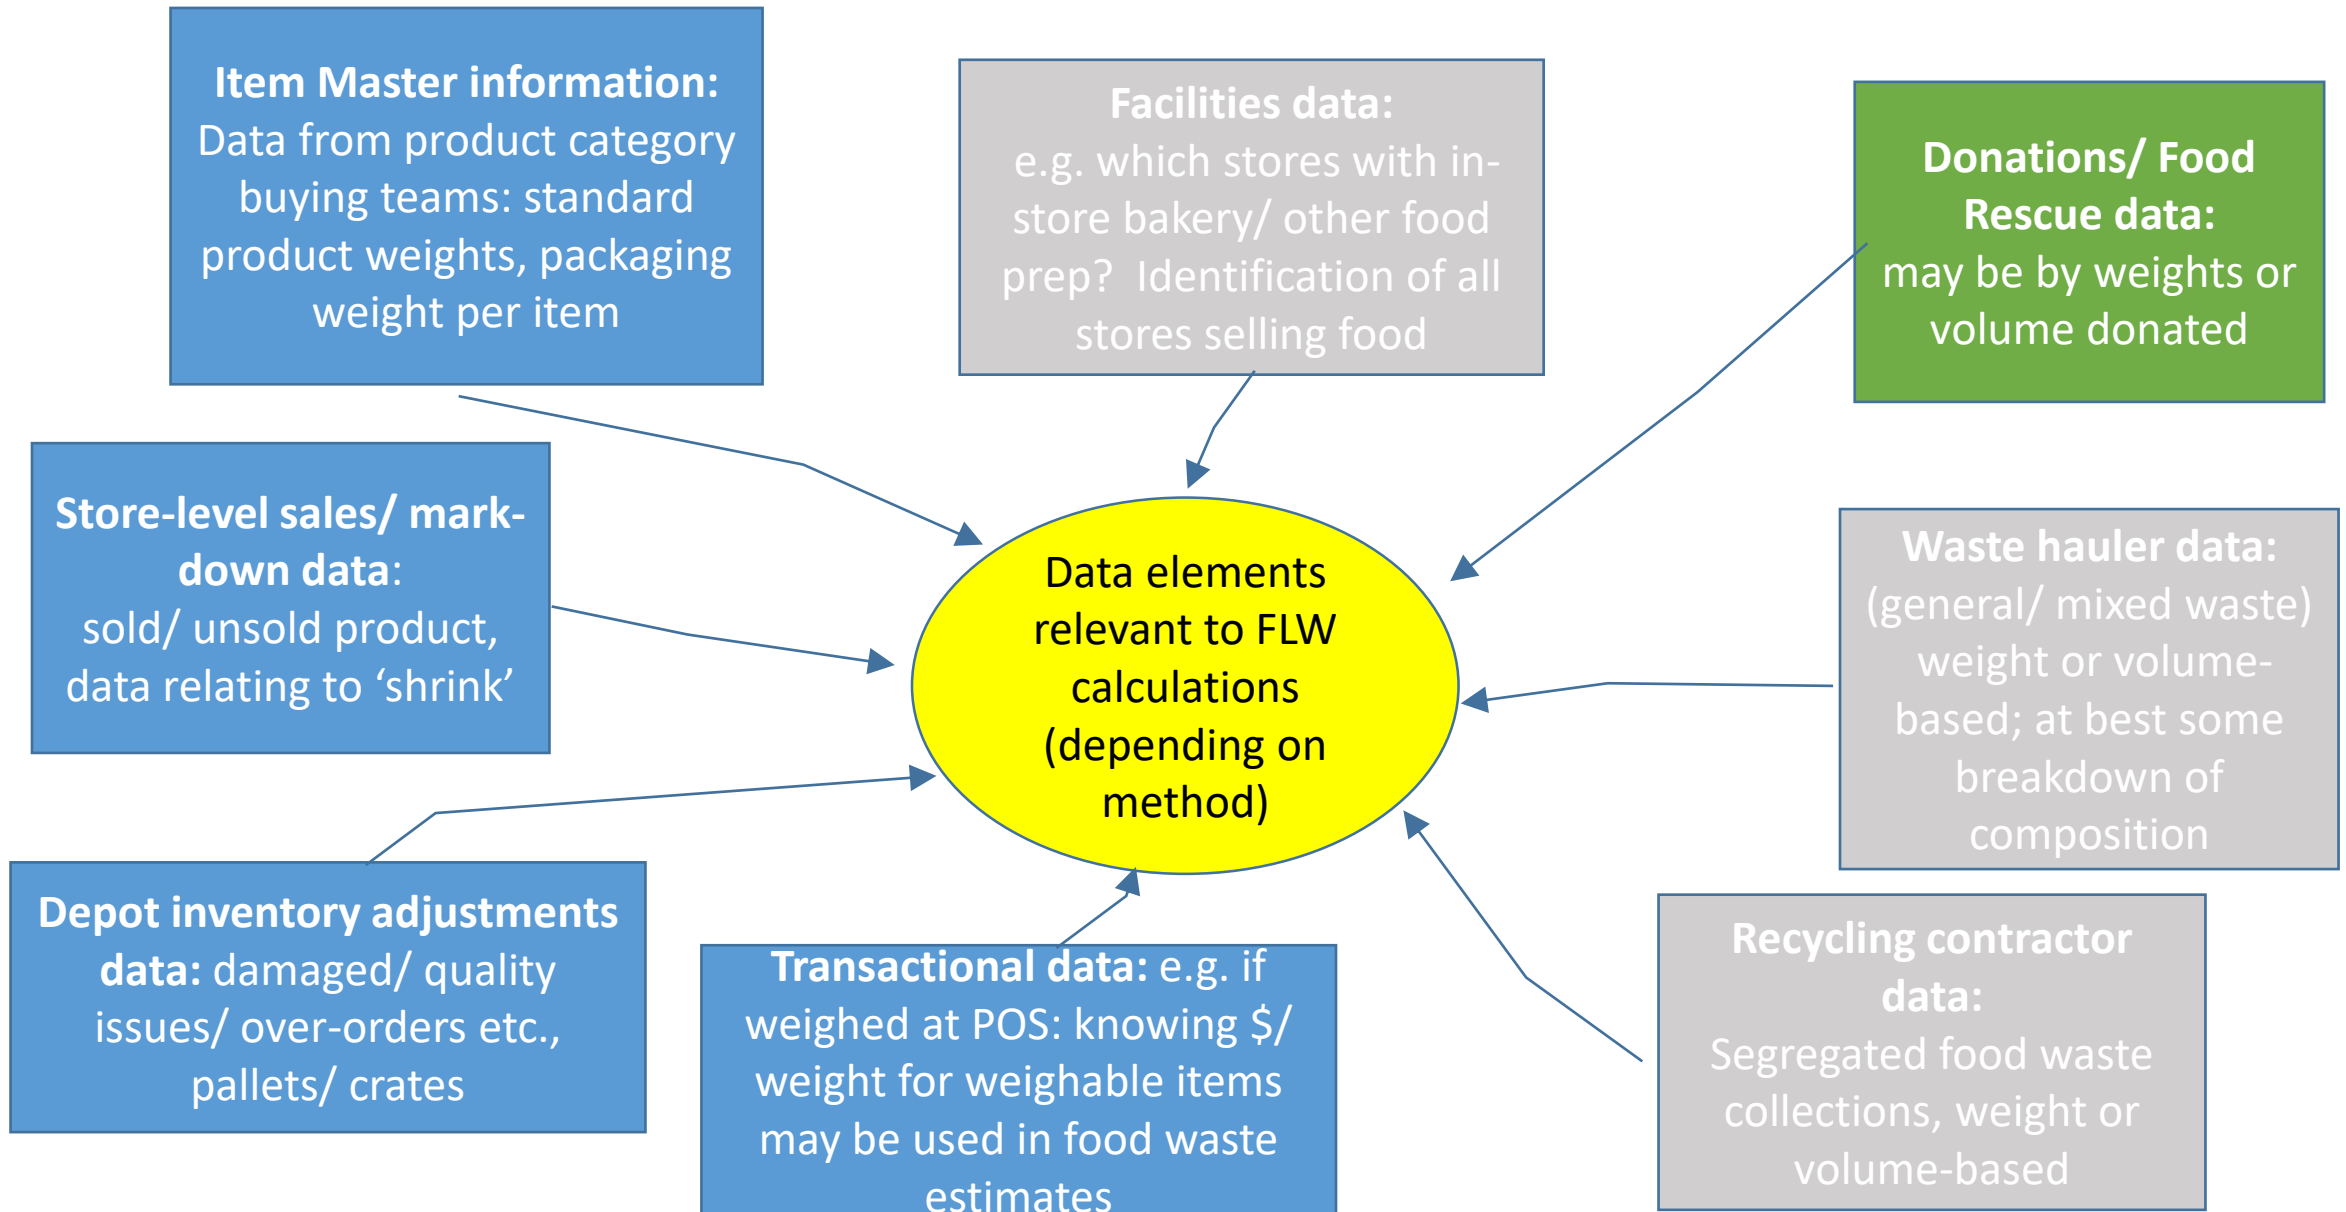 Item Master information:
Data from product category
buying teams: standard
product weights, packaging
weight per item
Facilities data:
e.g. which stores with in-
store bakery/ other food
prep?  Identification of all
stores selling food
Donations/ Food
Rescue data:
may be by weights or
volume donated
Store-level sales/ mark-
down data:
sold/ unsold product,
data relating to ‘shrink’
Data elements
relevant to FLW
calculations
(depending on
method)
Waste hauler data:
(general/ mixed waste)
weight or volume-
based; at best some
breakdown of
composition
Depot inventory adjustments
data: damaged/ quality
issues/ over-orders etc.,
pallets/ crates
Transactional data: e.g. if
weighed at POS: knowing $/
weight for weighable items
may be used in food waste
estimates
Recycling contractor
data:
Segregated food waste
collections, weight or
volume-based